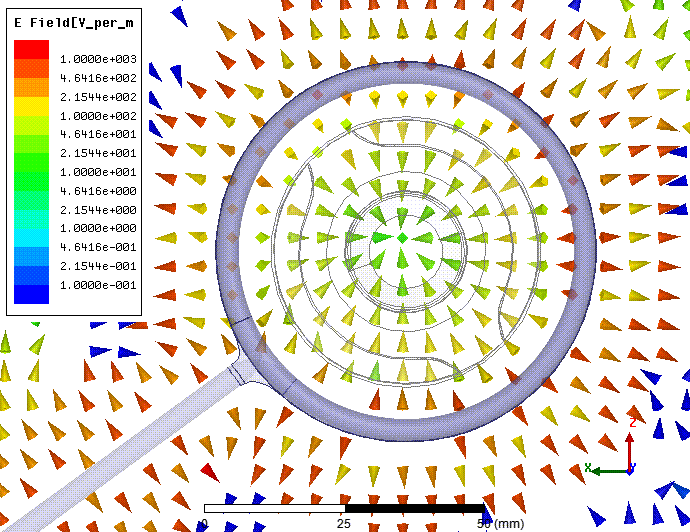 E Field[V_per_m
1.0000e+003
4.6416e+002
2.1544e+002
1.0000e+002
4.6416e+001
2.1544e+001
1.0000e+001
4.6416e+000
2.1544e+000
1.0000e+000
4.6416e-001
2.1544e-001
1.0000e-001
Z
X
Y
0 25 50 (mm)